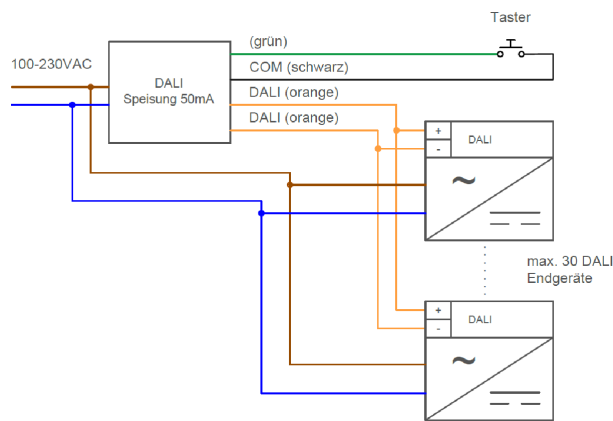 Taster
(grün)
100-230VAC
COM (schwarz)
DALI
Speisung 50mA
DALI (orange)
DALI (orange)
+
DALI
-
~
max. 30 DALI
Endgeräte
+
DALI
-
~